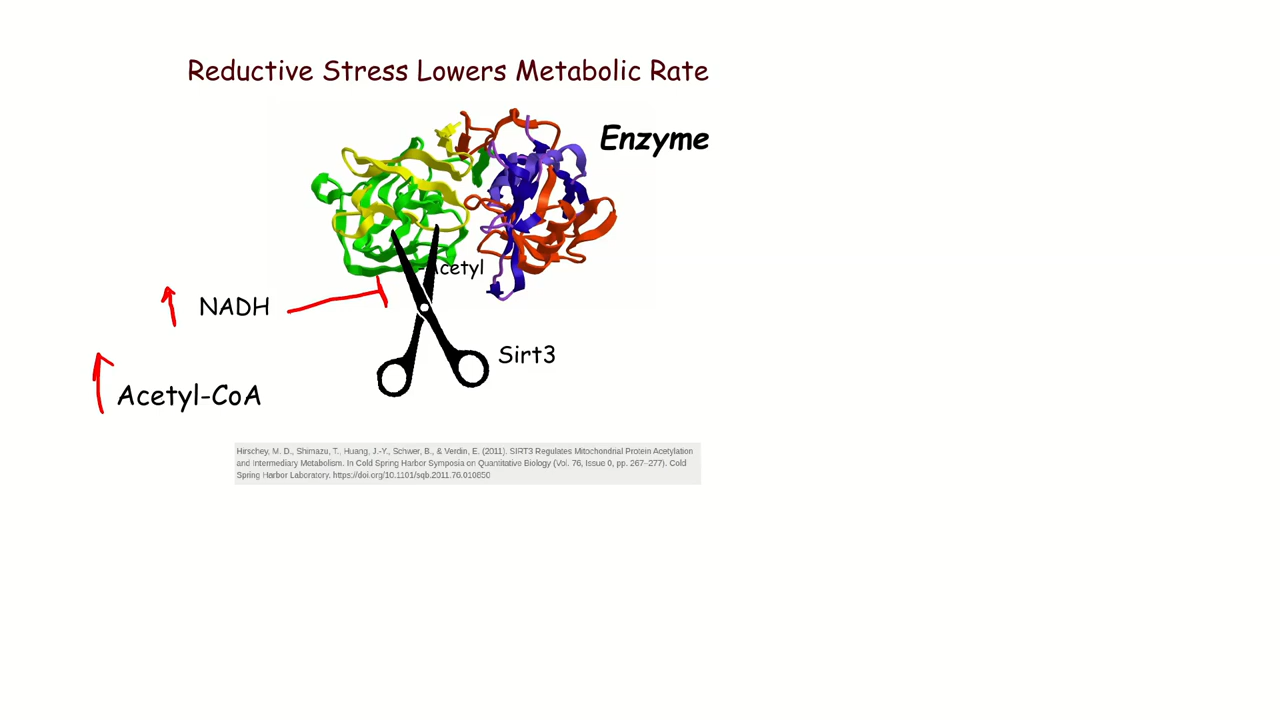 Reductive Stress Lowers Metabolic Rate
Enzyme
Acetyl
NADH
Sirt3
Acetyl-CoA
Hirschey, M. D., Shimazu, T., Huang, J.-Y., Schwer, B., & Verdin, E. (2011). SIRT3 Regulates Mitochondrial Protein Acetylation
and Intermediary Metabolism. In Cold Spring Harbor Symposia on Quantitative Biology (Vol. 76, Issue 0, pp. 267–277). Cold
Spring Harbor Laboratory. https://doi.org/10.1101/sqb.2011.76.010850